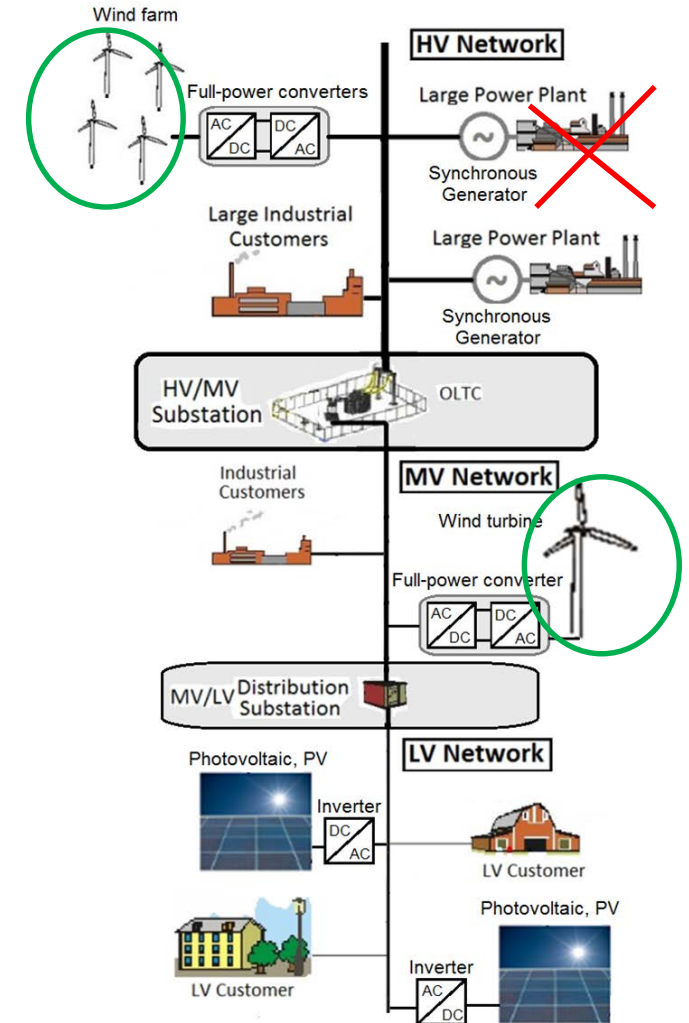 Wind farm
HV Network
Full-power converters
AC
DC
DC
AC
Large Power Plant
Synchronous
Generator
Large Industrial
Customers
Large Power Plant
Synchronous
Generator
HV/MV
Substation
OLTC
Industrial
Customers
MV Network
Wind turbine
Full-power converter
AC
DC
DC
AC
MV/LV Distribution
Substation
LV Network
Photovoltaic, PV
Inverter
DC
AC
LV Customer
Photovoltaic, PV
LV Customer
Inverter
AC
DC